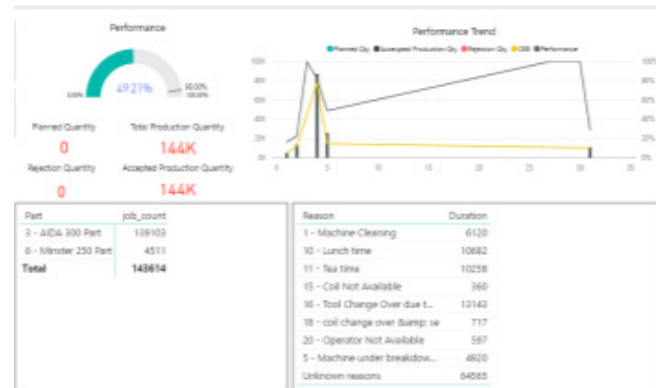 Performance
49.21%
0.00%
90.00%
100.00%
Planned Quantity
Total Production Quantity
0
144K
Rejection Quantity
Accepted Production Quantity
0
144K
Performance Trend
Planned Qty Accepted Production Qty Rejection Qty OEE Performance
100%
80%
60%
40%
20%
0%
100%
80%
60%
40%
20%
0%
0 5 10 15 20 25 30 35
Part job_count
3 - AIDA 300 Part 139103
6 - Minster 250 Part 4511
Total 143614
Reason Duration
1 - Machine Cleaning 6120
10 - Lunch time 10682
11 - Tea time 10258
15 - Coil Not Available 360
16 - Tool Change Over due t... 13143
18 - coil change over &amp; se 717
20 - Operator Not Available 597
5 - Machine under breakdow... 4920
Unknown reasons 64565